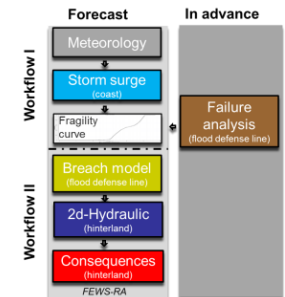 Forecast
In advance
Workflow I
Meteorology
Storm surge
(coast)
Fragility
curve
Failure
analysis
(flood defense line)
Workflow II
Breach model
(flood defense line)
2d-Hydraulic
(hinterland)
Consequences
(hinterland)
FEWS-RA